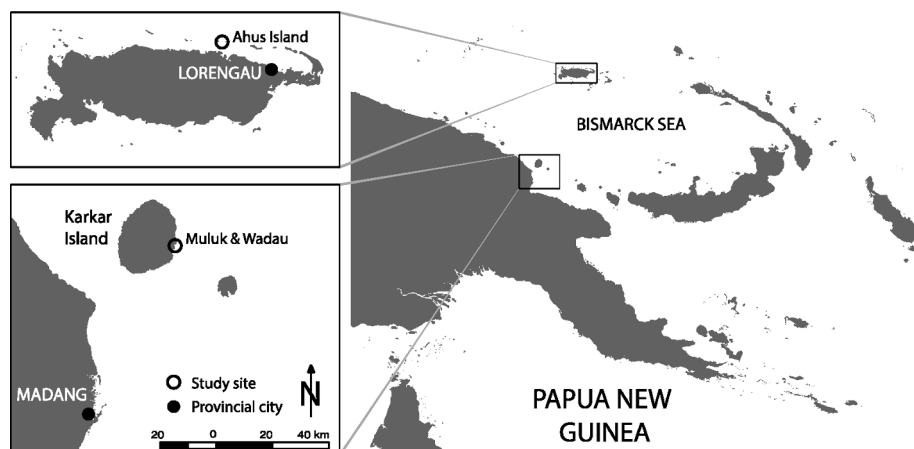 Ahus Island
LORENGAU
BISMARCK SEA
Karkar
Island
Muluk & Wadau
MADANG
Study site
Provincial city
N
20 0 20 40 km
PAPUA NEW
GUINEA